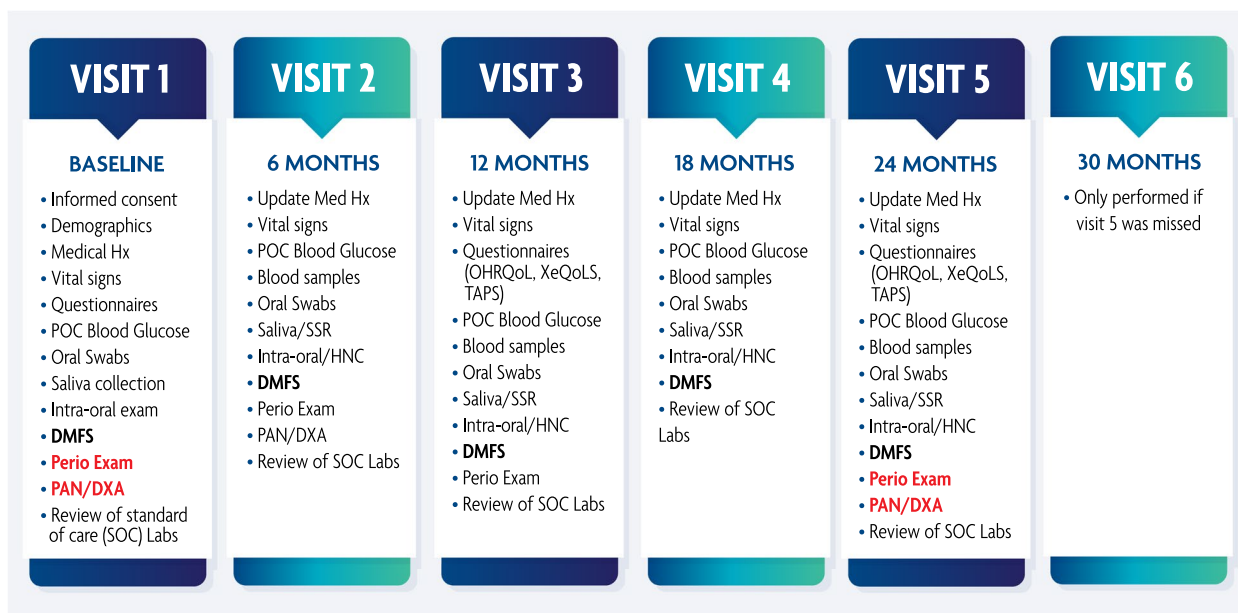 VISIT 1
BASELINE
• Informed consent
• Demographics
• Medical Hx
• Vital signs
• Questionnaires
• POC Blood Glucose
• Oral Swabs
• Saliva collection
• Intra-oral exam
• DMFS
• Perio Exam
• PAN/DXA
• Review of standard
of care (SOC) Labs
VISIT 2
6 MONTHS
• Update Med Hx
• Vital signs
• POC Blood Glucose
• Blood samples
• Oral Swabs
• Saliva/SSR
• Intra-oral/HNC
• DMFS
• Perio Exam
• PAN/DXA
• Review of SOC Labs
VISIT 3
12 MONTHS
• Update Med Hx
• Vital signs
• Questionnaires
(OHRQoL, XeQoLS,
TAPS)
• POC Blood Glucose
• Blood samples
• Oral Swabs
• Saliva/SSR
• Intra-oral/HNC
• DMFS
• Perio Exam
• Review of SOC Labs
VISIT 4
18 MONTHS
• Update Med Hx
• Vital signs
• POC Blood Glucose
• Blood samples
• Oral Swabs
• Saliva/SSR
• Intra-oral/HNC
• DMFS
• Review of SOC
Labs
VISIT 5
24 MONTHS
• Update Med Hx
• Vital signs
• Questionnaires
(OHRQoL, XeQoLS,
TAPS)
• POC Blood Glucose
• Blood samples
• Oral Swabs
• Saliva/SSR
• Intra-oral/HNC
• DMFS
• Perio Exam
• PAN/DXA
• Review of SOC Labs
VISIT 6
30 MONTHS
• Only performed if
visit 5 was missed